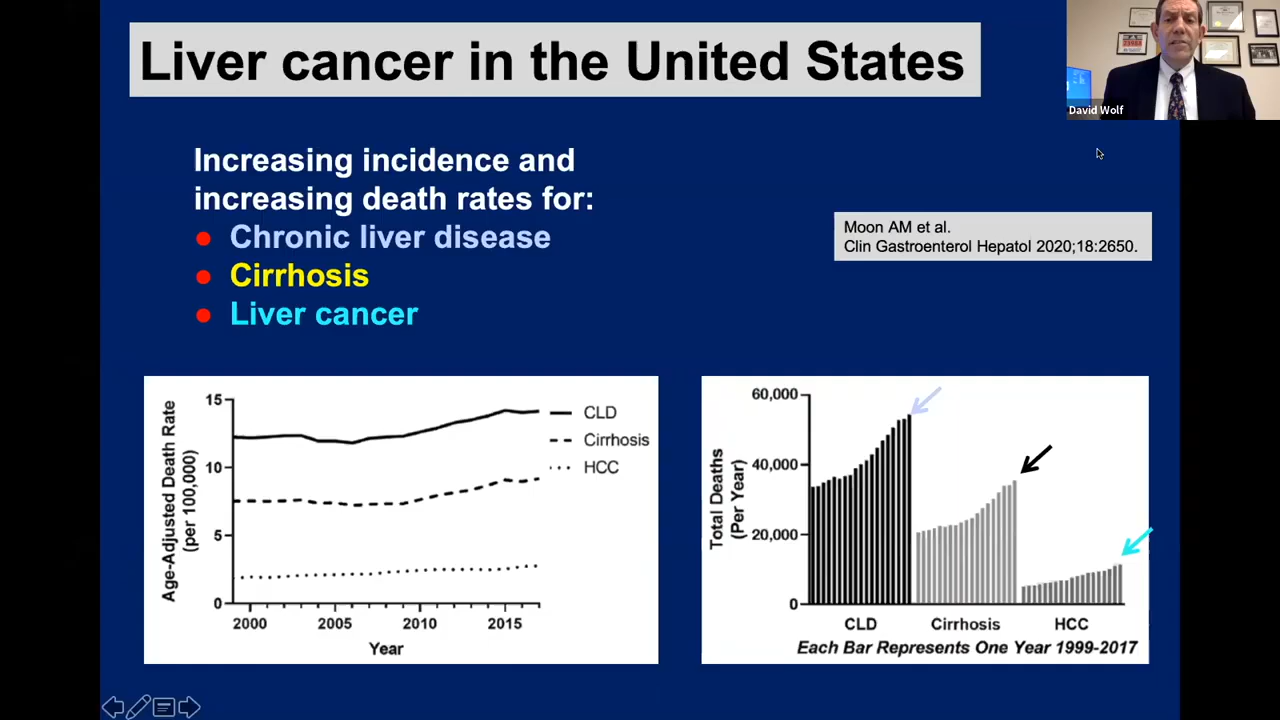 Liver cancer in the United States
David Wolf
Increasing incidence and
increasing death rates for:
Chronic liver disease
Cirrhosis
Liver cancer
Moon AM et al.
Clin Gastroenterol Hepatol 2020;18:2650.
Age-Adjusted Death Rate
(per 100,000)
15
10
5
0
2000 2005 2010 2015
Year
CLD
Cirrhosis
HCC
Total Deaths
(Per Year)
60,000
40,000
20,000
0
CLD Cirrhosis HCC
Each Bar Represents One Year 1999-2017